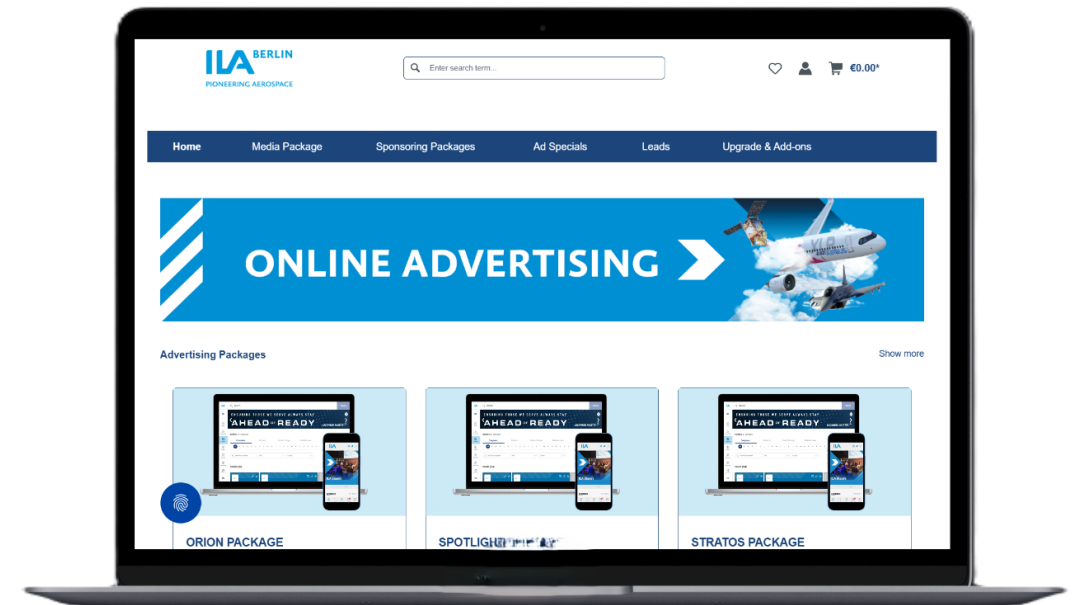 ILA BERLIN
PIONEERING AEROSPACE
Enter search term...
€0.00*
Home Media Package Sponsoring Packages Ad Specials Leads Upgrade & Add-ons
ONLINE ADVERTISING
Advertising Packages
Show more
AHEAD OF READY
AHEAD OF READY
AHEAD OF READY
ORION PACKAGE
SPOTLIGHT
STRATOS PACKAGE